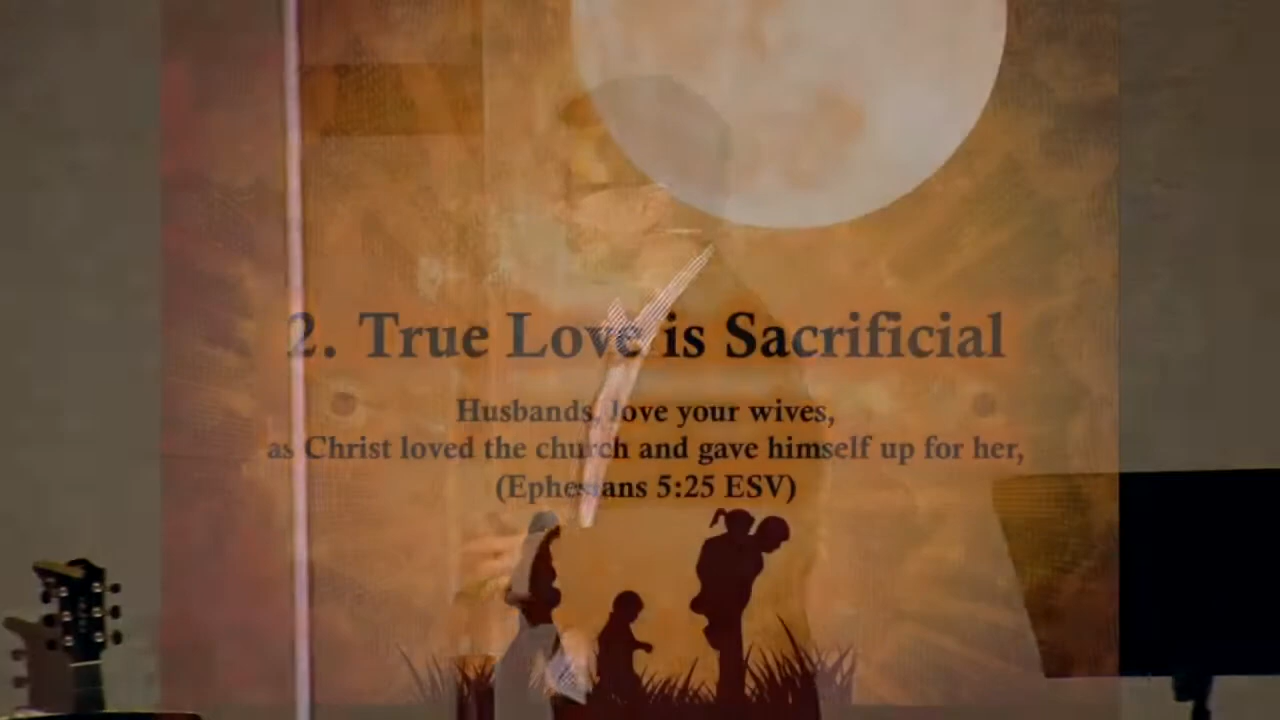 2. True Love is Sacrificial
Husbands, love your wives,
as Christ loved the church and gave himself up for her,
(Ephesians 5:25 ESV)